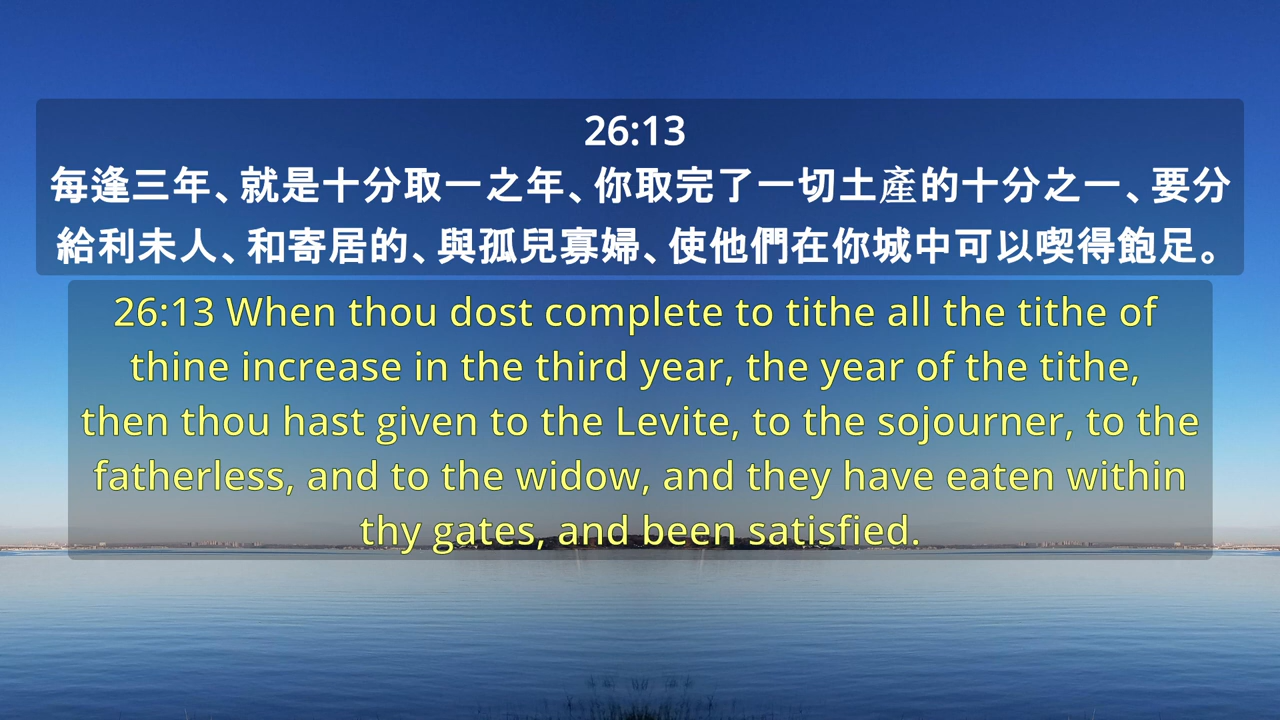 26:13
每逢三年、就是十分取一之年、你取完了一切土產的十分之一、要分
給利未人、和寄居的、與孤兒寡婦、使他們在你城中可以喫得飽足。
26:13 When thou dost complete to tithe all the tithe of
thine increase in the third year, the year of the tithe,
then thou hast given to the Levite, to the sojourner, to the
fatherless, and to the widow, and they have eaten within
thy gates, and been satisfied.